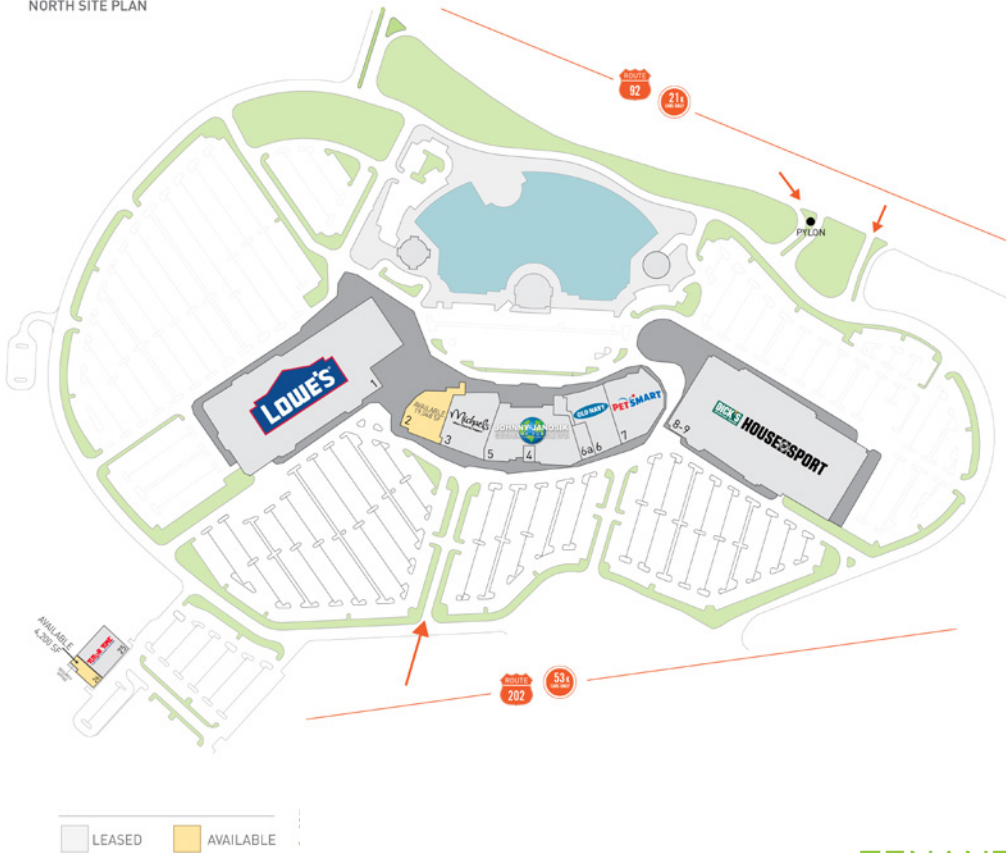 NORTH SITE PLAN
ROUTE
92
21K
PYLON
LOWE'S
1
AVAILABLE
2
Michaels
3
JOHNNY JANOSIK
5
4
OLD NAVY
6a
6
PETSMART
7
DICK'S
HOUSE OF SPORT
8-9
AVAILABLE
4,200 SF
ROUTE
202
53K
LEASED
AVAILABLE